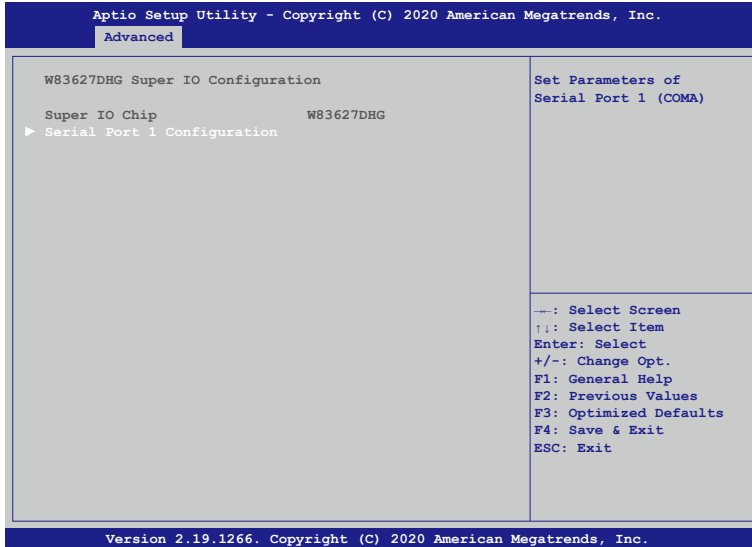 Aptio Setup Utility - Copyright (C) 2020 American Megatrends, Inc.
Advanced
W83627DHG Super IO Configuration
Super IO Chip W83627DHG
► Serial Port 1 Configuration
Set Parameters of
Serial Port 1 (COMA)
→←: Select Screen
↑↓: Select Item
Enter: Select
+/-: Change Opt.
F1: General Help
F2: Previous Values
F3: Optimized Defaults
F4: Save & Exit
ESC: Exit
Version 2.19.1266. Copyright (C) 2020 American Megatrends, Inc.